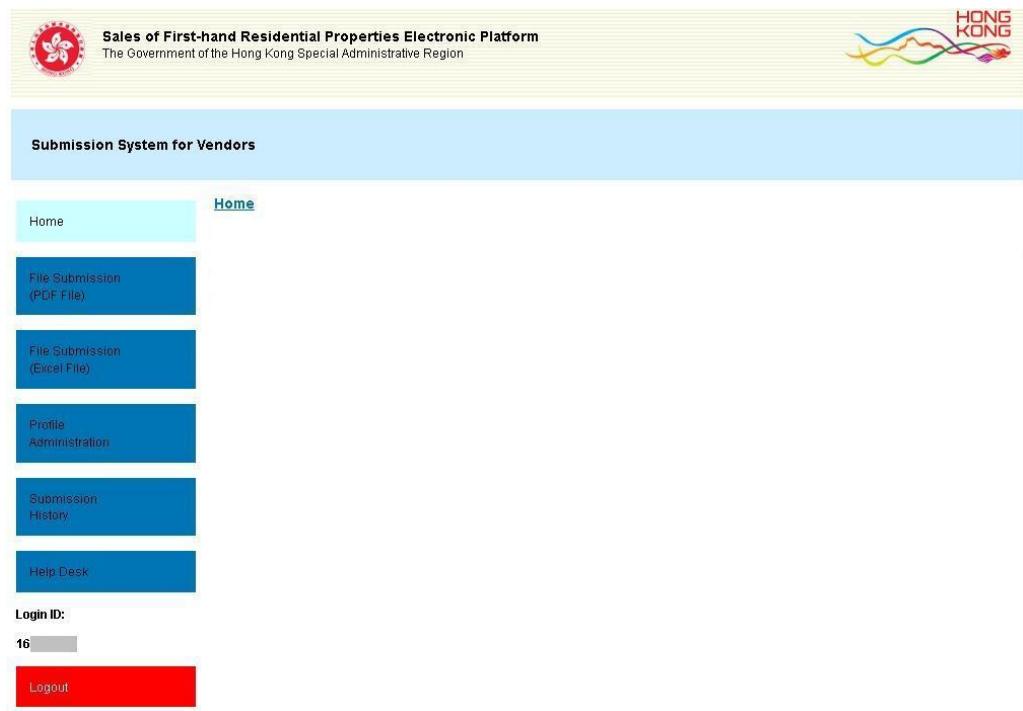 Sales of First-hand Residential Properties Electronic Platform
The Government of the Hong Kong Special Administrative Region
HONG
KONG
Submission System for Vendors
Home
Home
File Submission
(PDF File)
File Submission
(Excel File)
Profile
Administration
Submission
History
Help Desk
Login ID:
16
Logout